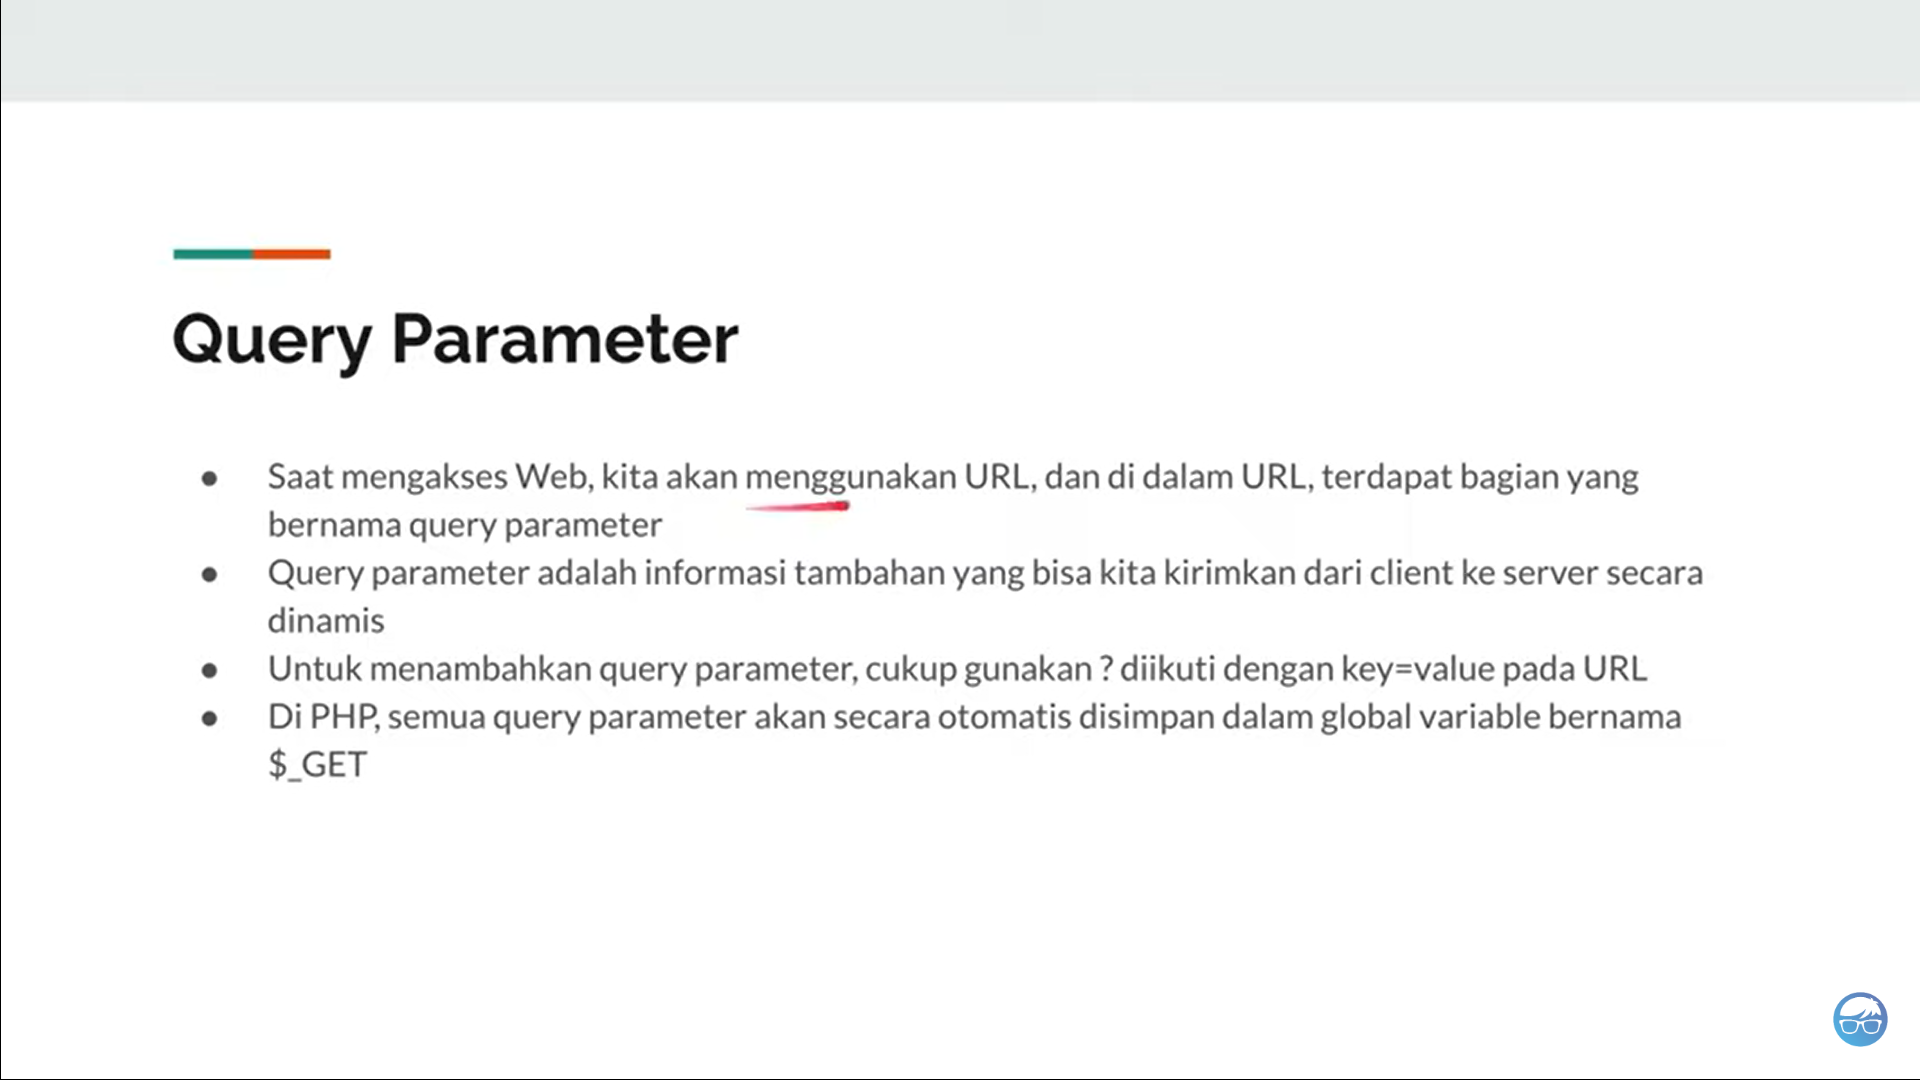 Query Parameter
● Saat mengakses Web, kita akan menggunakan URL, dan di dalam URL, terdapat bagian yang
bernama query parameter
● Query parameter adalah informasi tambahan yang bisa kita kirimkan dari client ke server secara
dinamis
● Untuk menambahkan query parameter, cukup gunakan ? diikuti dengan key=value pada URL
● Di PHP, semua query parameter akan secara otomatis disimpan dalam global variable bernama
$_GET